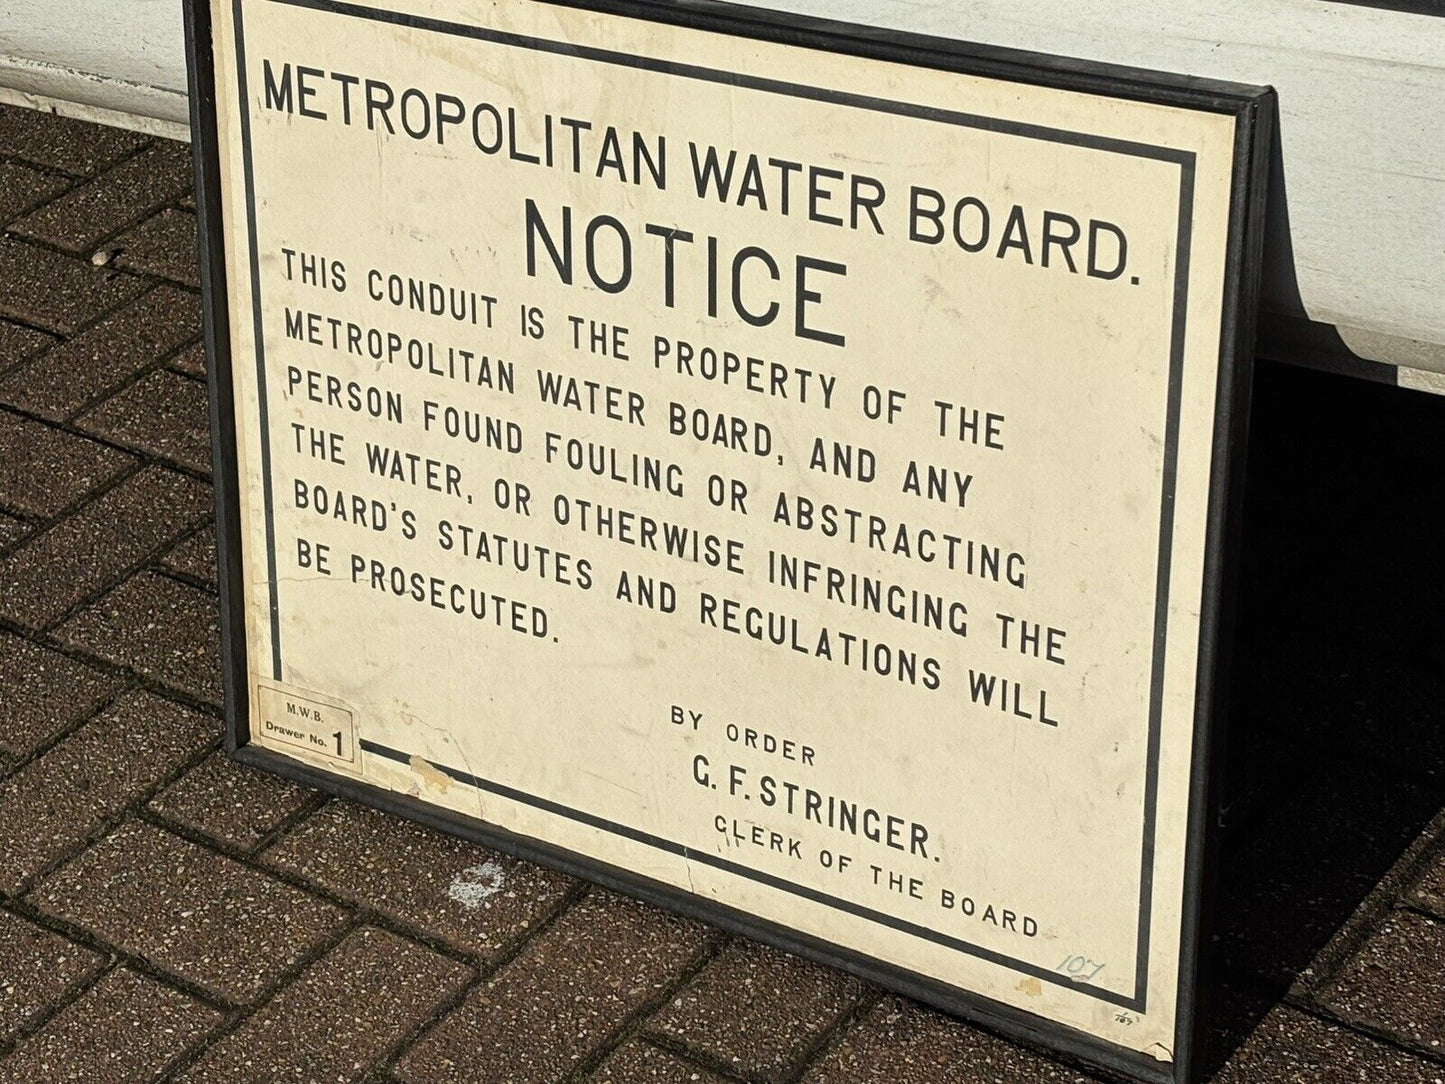 METROPOLITAN WATER BOARD.
NOTICE
THIS CONDUIT IS THE PROPERTY OF THE
METROPOLITAN WATER BOARD, AND ANY
PERSON FOUND FOULING OR ABSTRACTING
THE WATER, OR OTHERWISE INFRINGING THE
BOARD'S STATUTES AND REGULATIONS WILL
BE PROSECUTED.
BY ORDER
G. F. STRINGER.
CLERK OF THE BOARD
M.W.B.
Drawer No. 1
107